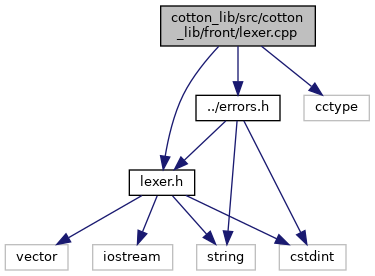 cotton_lib/src/cotton
_lib/front/lexer.cpp
../errors.h
cctype
lexer.h
vector
iostream
string
cstdint